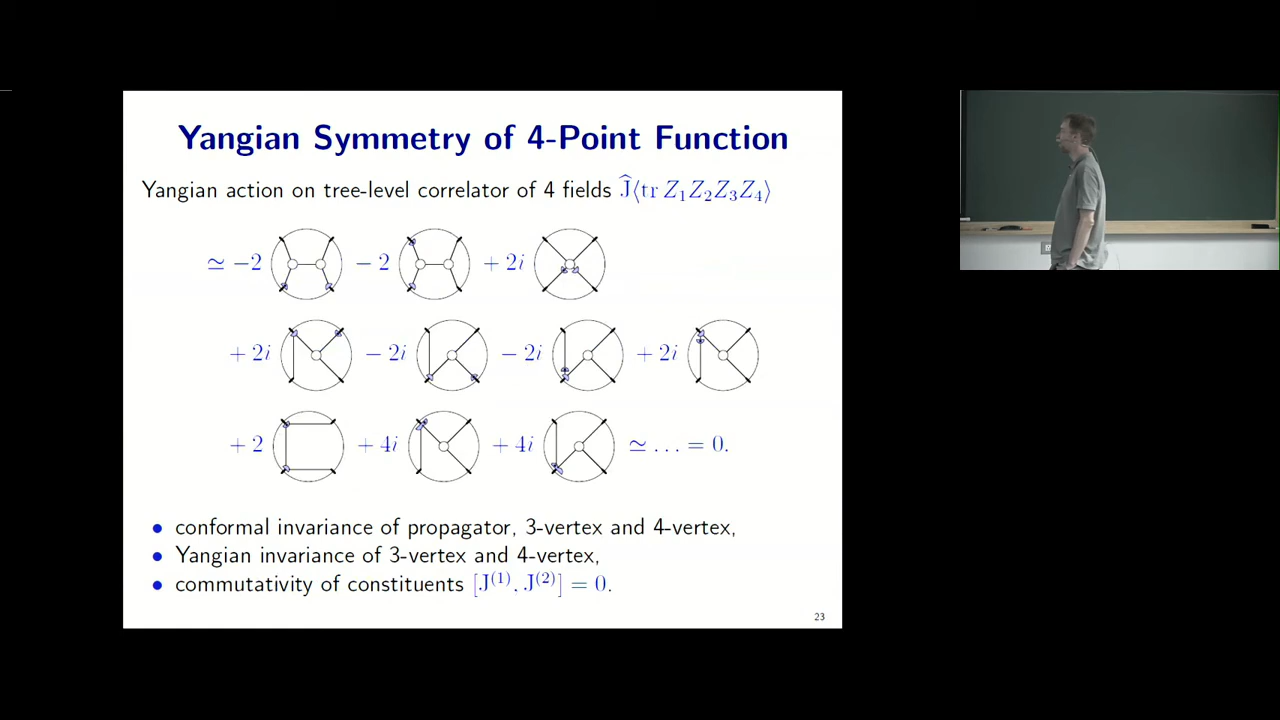 Yangian Symmetry of 4-Point Function
Yangian action on tree-level correlator of 4 fields Ĵ⟨tr Z₁Z₂Z₃Z₄⟩
≃ −2 − 2 + 2i
+ 2i − 2i − 2i + 2i
+ 2 + 4i + 4i ≃ … = 0.
• conformal invariance of propagator, 3-vertex and 4-vertex,
• Yangian invariance of 3-vertex and 4-vertex,
• commutativity of constituents [J⁽¹⁾, J⁽²⁾] = 0.
23